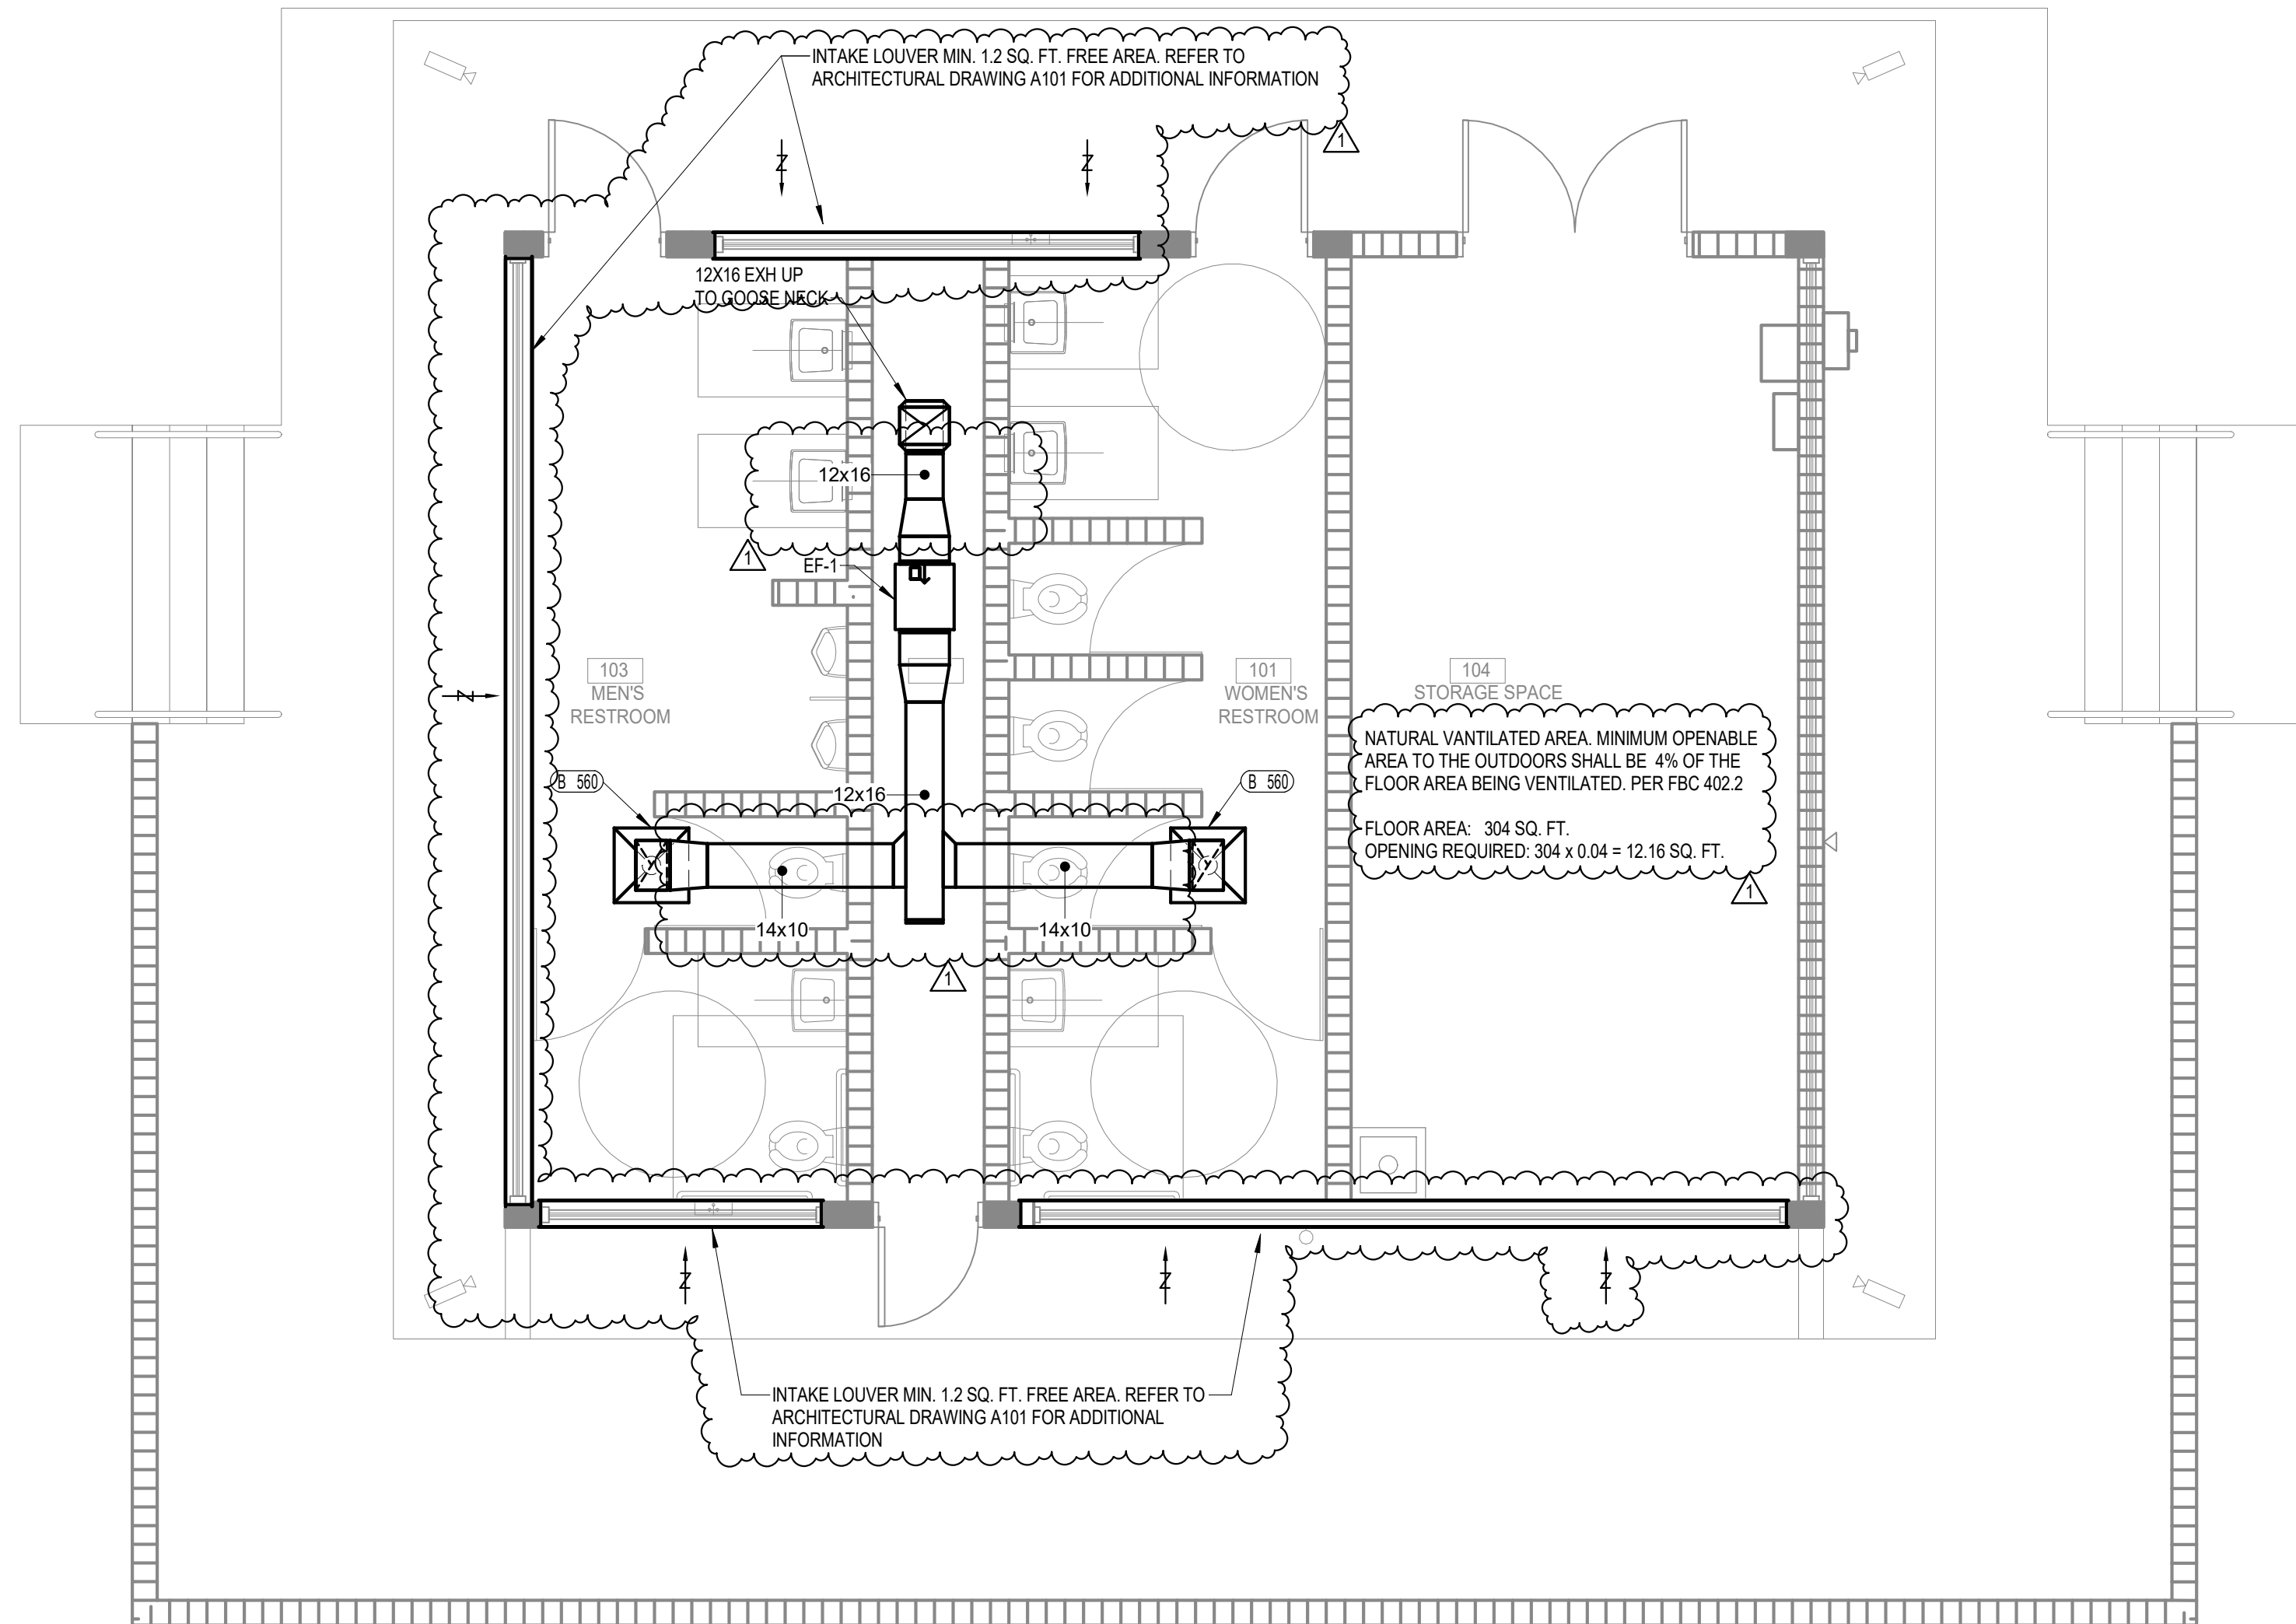 INTAKE LOUVER MIN. 1.2 SQ. FT. FREE AREA. REFER TO
ARCHITECTURAL DRAWING A101 FOR ADDITIONAL INFORMATION
1
Z
Z
12X16 EXH UP
TO GOOSE NECK
12x16
1
EF-1
103
MEN'S
RESTROOM
101
WOMEN'S
RESTROOM
104
STORAGE SPACE
Z
NATURAL VANTILATED AREA. MINIMUM OPENABLE
AREA TO THE OUTDOORS SHALL BE 4% OF THE
FLOOR AREA BEING VENTILATED. PER FBC 402.2
FLOOR AREA: 304 SQ. FT.
OPENING REQUIRED: 304 x 0.04 = 12.16 SQ. FT.
1
B 560
12x16
B 560
14x10
14x10
1
Z
Z
Z
INTAKE LOUVER MIN. 1.2 SQ. FT. FREE AREA. REFER TO
ARCHITECTURAL DRAWING A101 FOR ADDITIONAL
INFORMATION